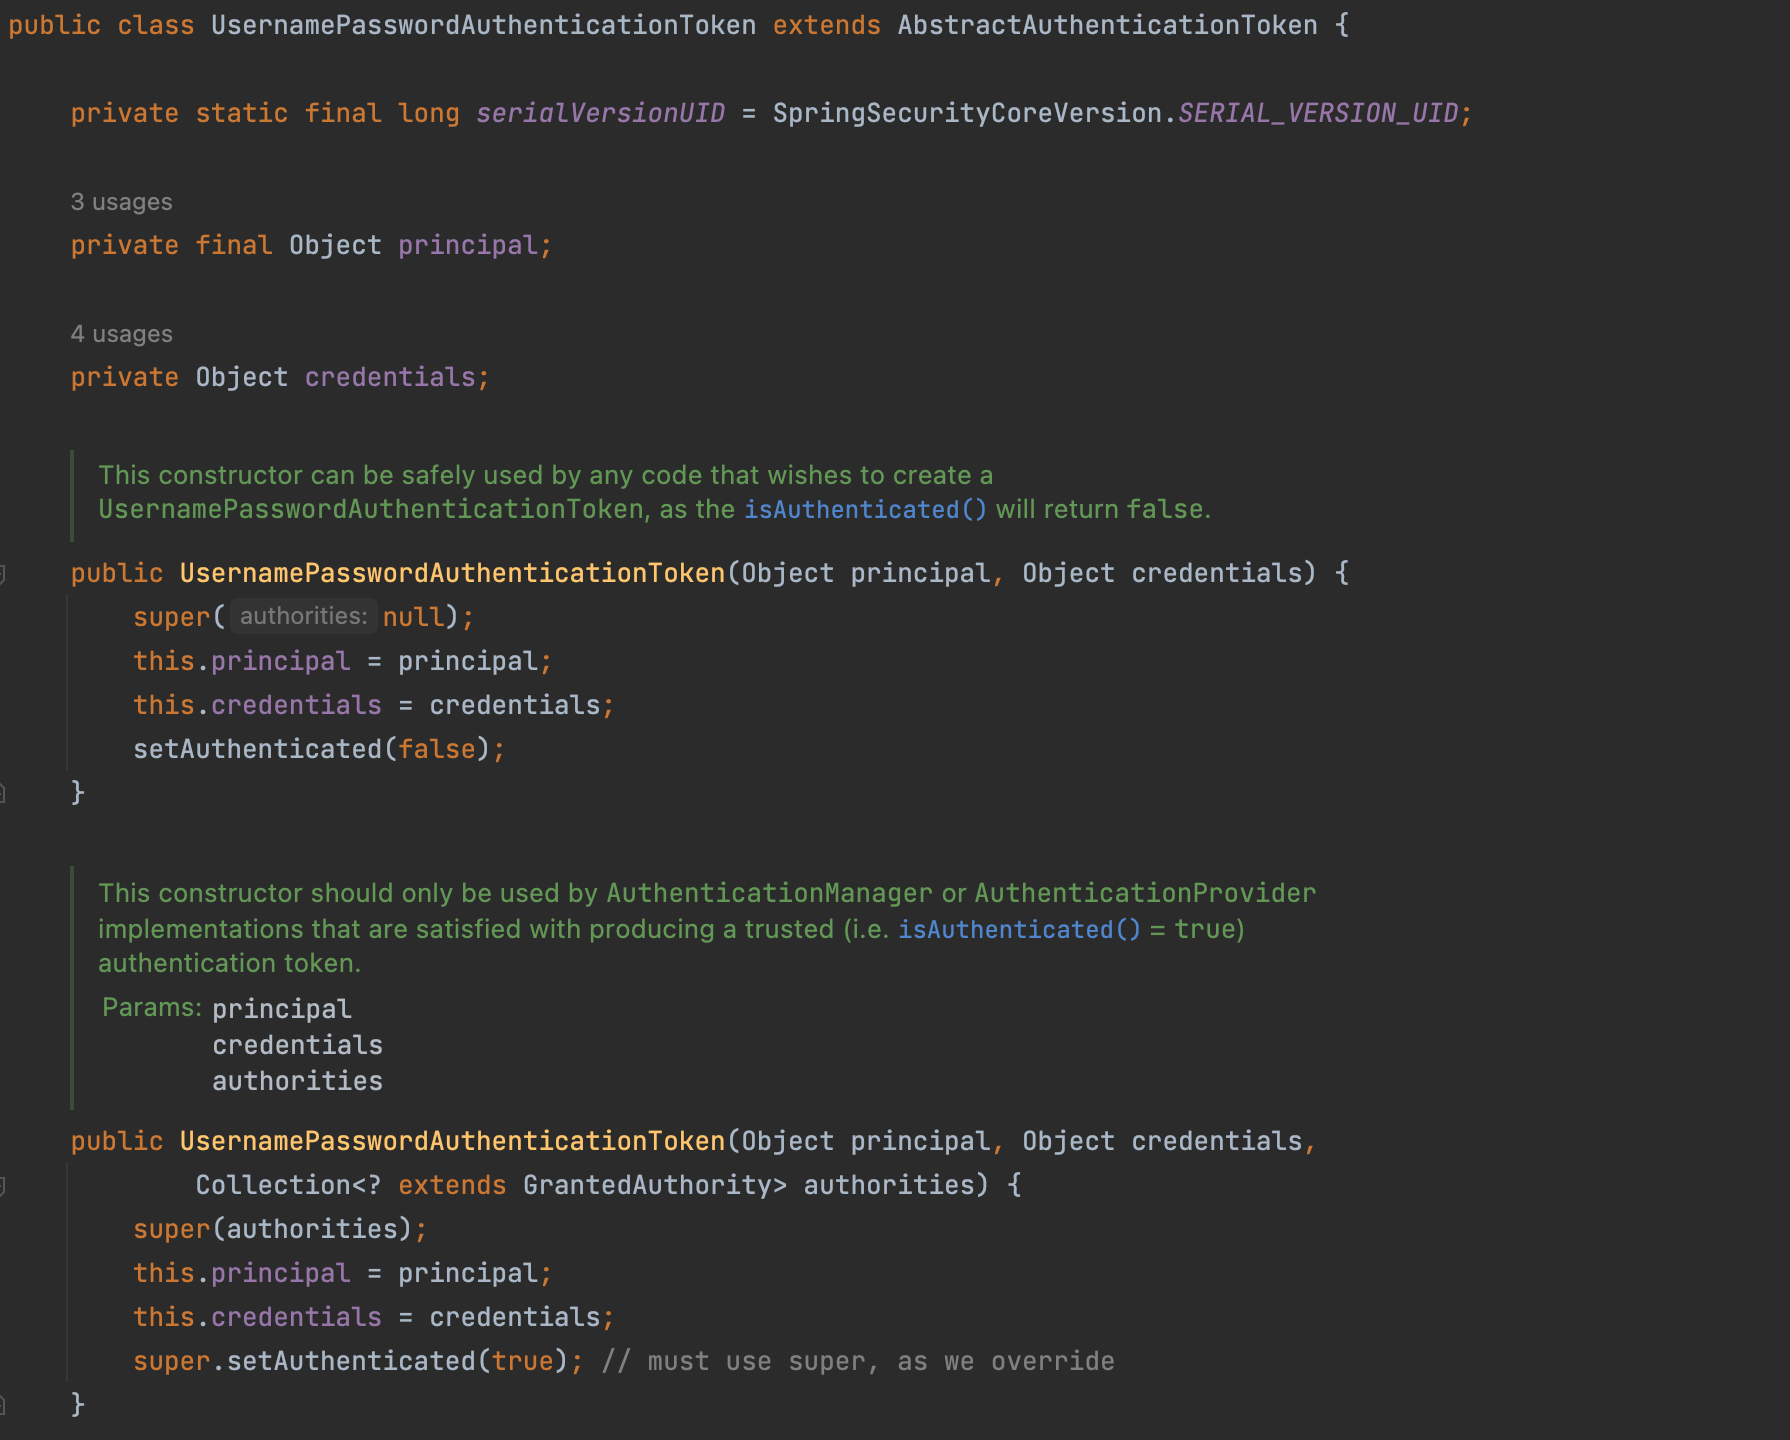 public class UsernamePasswordAuthenticationToken extends AbstractAuthenticationToken {
private static final long serialVersionUID = SpringSecurityCoreVersion.SERIAL_VERSION_UID;
3 usages
private final Object principal;
4 usages
private Object credentials;
This constructor can be safely used by any code that wishes to create a
UsernamePasswordAuthenticationToken, as the isAuthenticated() will return false.
public UsernamePasswordAuthenticationToken(Object principal, Object credentials) {
super( authorities: null);
this.principal = principal;
this.credentials = credentials;
setAuthenticated(false);
}
This constructor should only be used by AuthenticationManager or AuthenticationProvider
implementations that are satisfied with producing a trusted (i.e. isAuthenticated() = true)
authentication token.
Params: principal
credentials
authorities
public UsernamePasswordAuthenticationToken(Object principal, Object credentials,
Collection<? extends GrantedAuthority> authorities) {
super(authorities);
this.principal = principal;
this.credentials = credentials;
super.setAuthenticated(true); // must use super, as we override
}